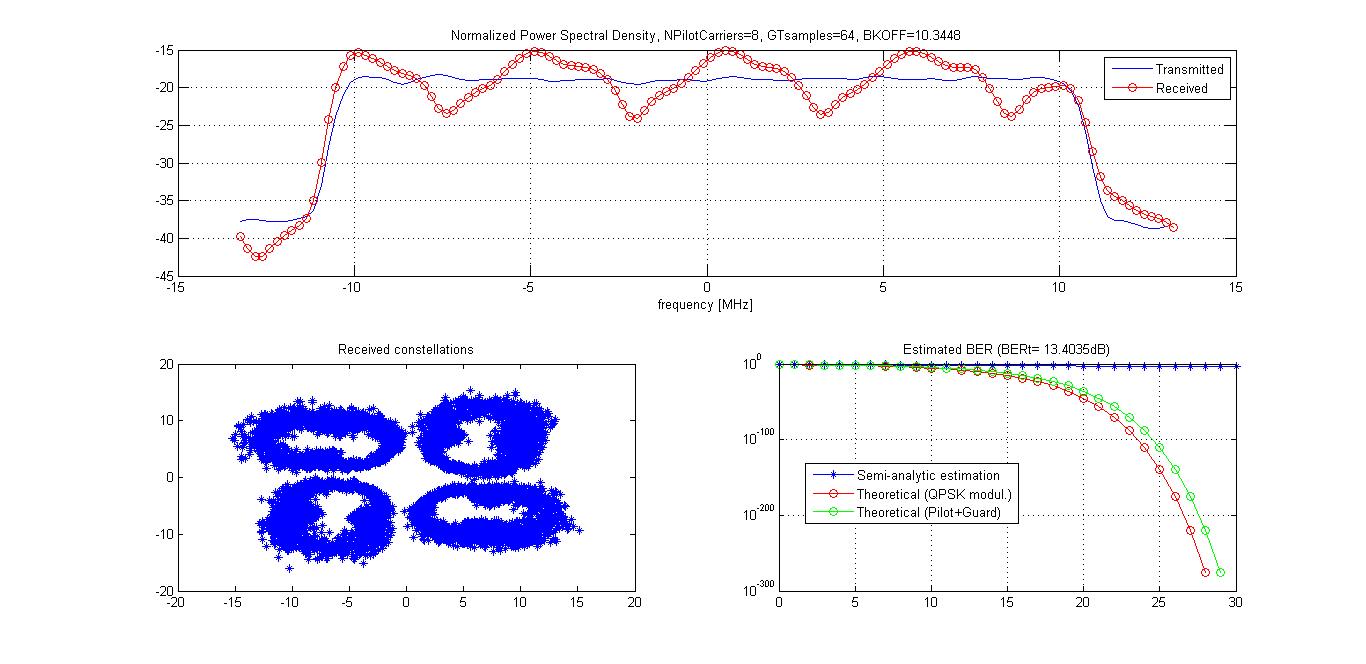 Normalized Power Spectral Density, NPilotCarriers=8, GTsamples=64, BKOFF=10.3448
-15
-20
-25
-30
-35
-40
-45
Transmitted
Received
-15 -10 -5 0 5 10 15
frequency [MHz]
Received constellations
20
10
0
-10
-20
-20 -15 -10 -5 0 5 10 15 20
Estimated BER (BERt= 13.4035dB)
10^0
10^-100
10^-200
10^-300
Semi-analytic estimation
Theoretical (QPSK modul.)
Theoretical (Pilot+Guard)
0 5 10 15 20 25 30